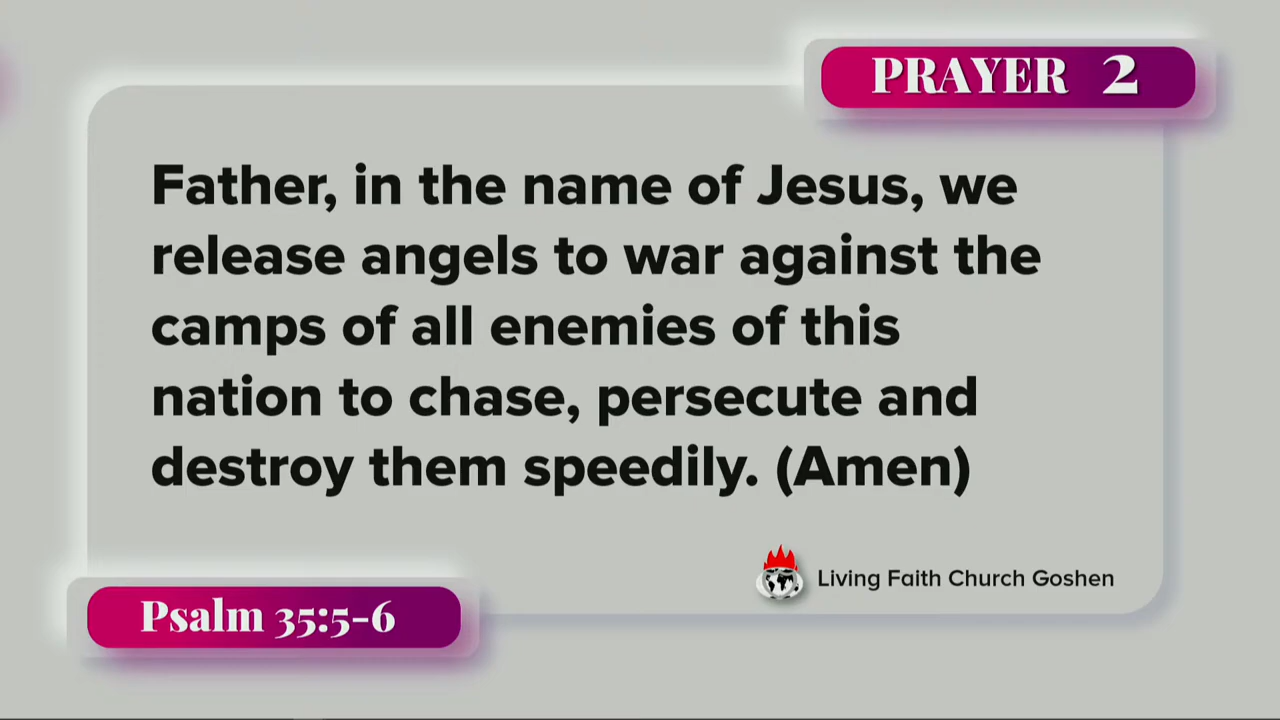 PRAYER 2
Father, in the name of Jesus, we
release angels to war against the
camps of all enemies of this
nation to chase, persecute and
destroy them speedily. (Amen)
Living Faith Church Goshen
Psalm 35:5-6